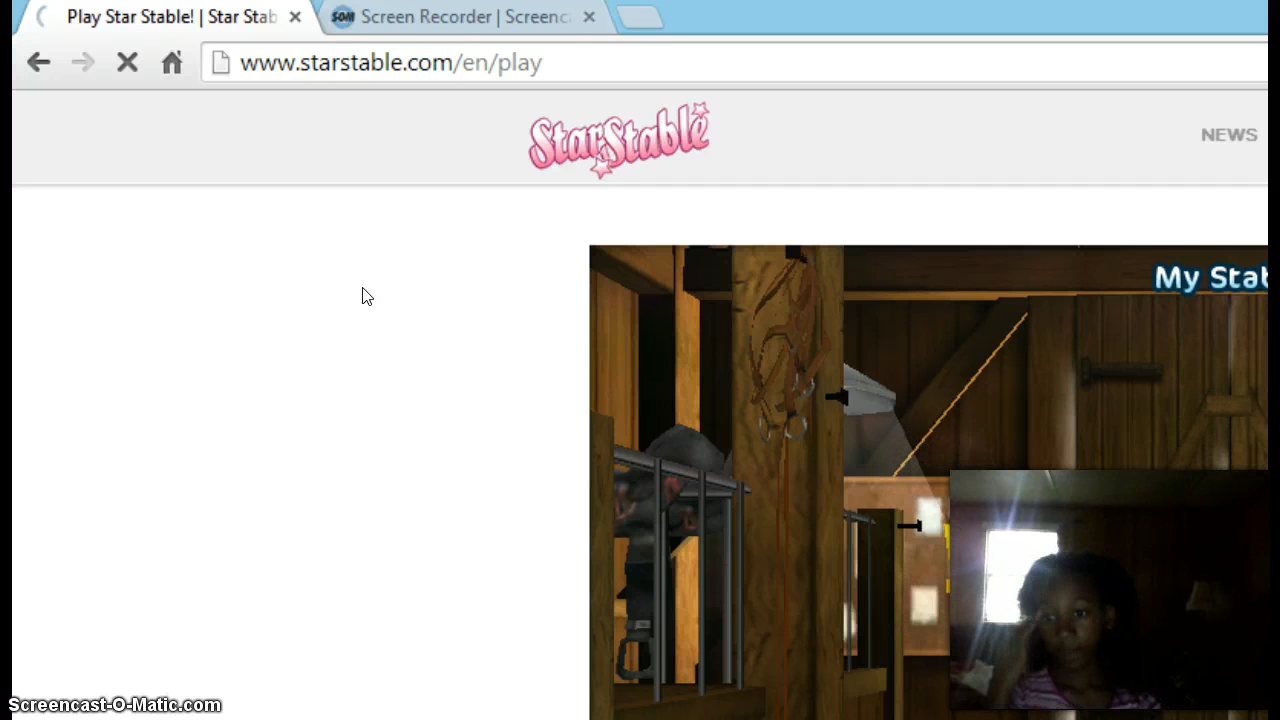 Play Star Stable! | Star Stab
Screen Recorder | Screenc
www.starstable.com/en/play
StarStable
NEWS
My Stab
Screencast-O-Matic.com